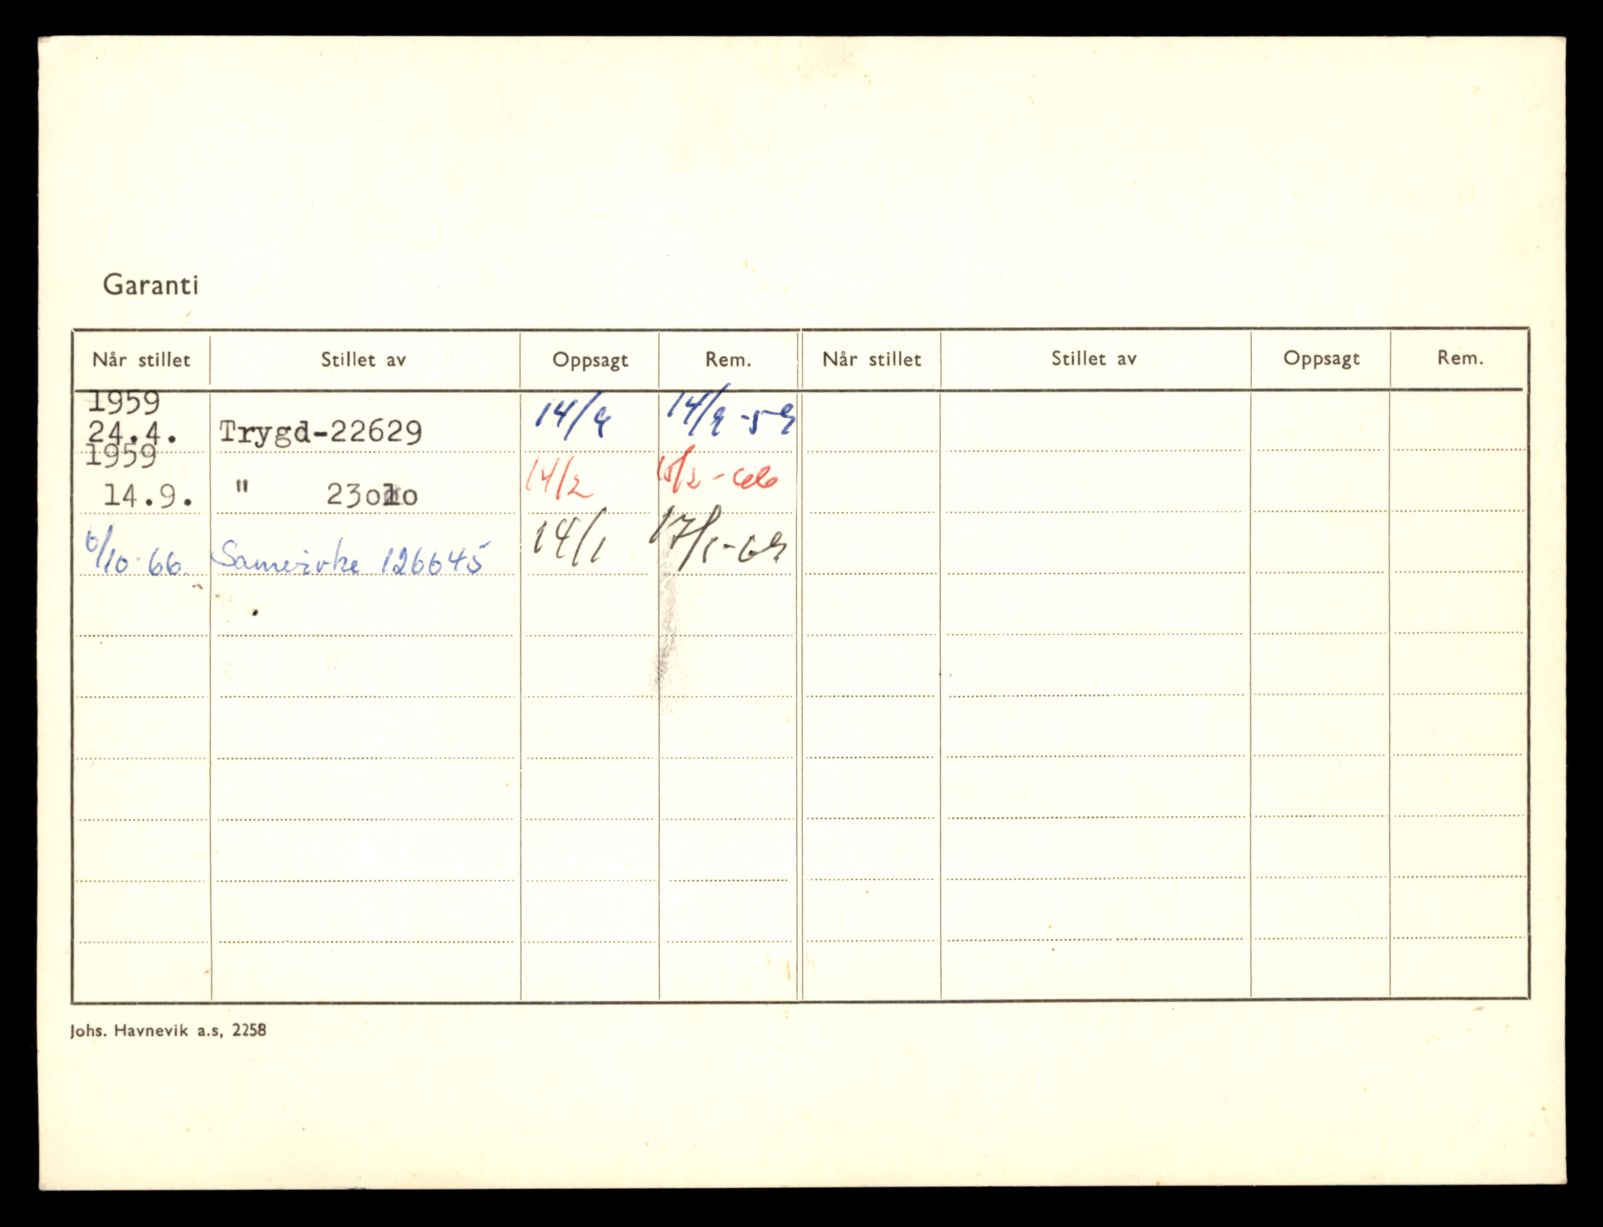 Garanti
Når stillet Stillet av Oppsagt Rem. Når stillet Stillet av Oppsagt Rem.
1959
24.4. Trygd-22629 14/9 14/9-59
1959
14.9. " 23010 14/2 15/2-66
6/10-66 Samvirke 126645 14/1 17/1-69
Johs. Havnevik a.s, 2258